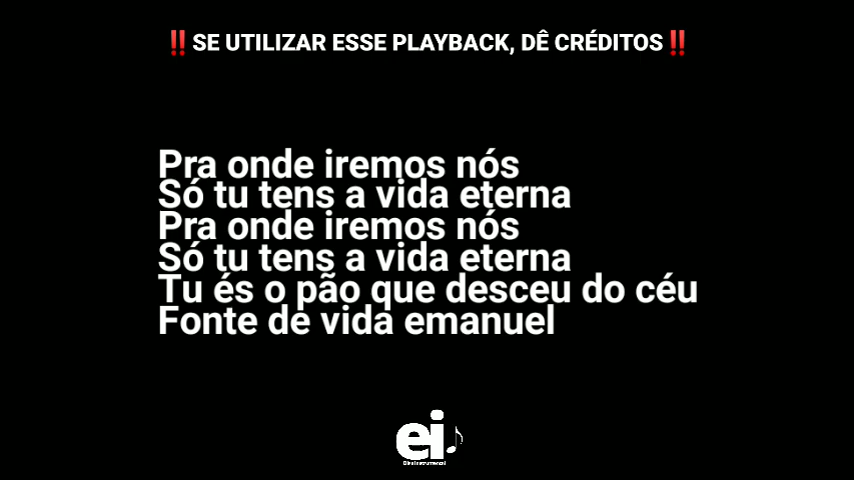 ‼️SE UTILIZAR ESSE PLAYBACK, DÊ CRÉDITOS‼️
Pra onde iremos nós
Só tu tens a vida eterna
Pra onde iremos nós
Só tu tens a vida eterna
Tu és o pão que desceu do céu
Fonte de vida emanuel
ei